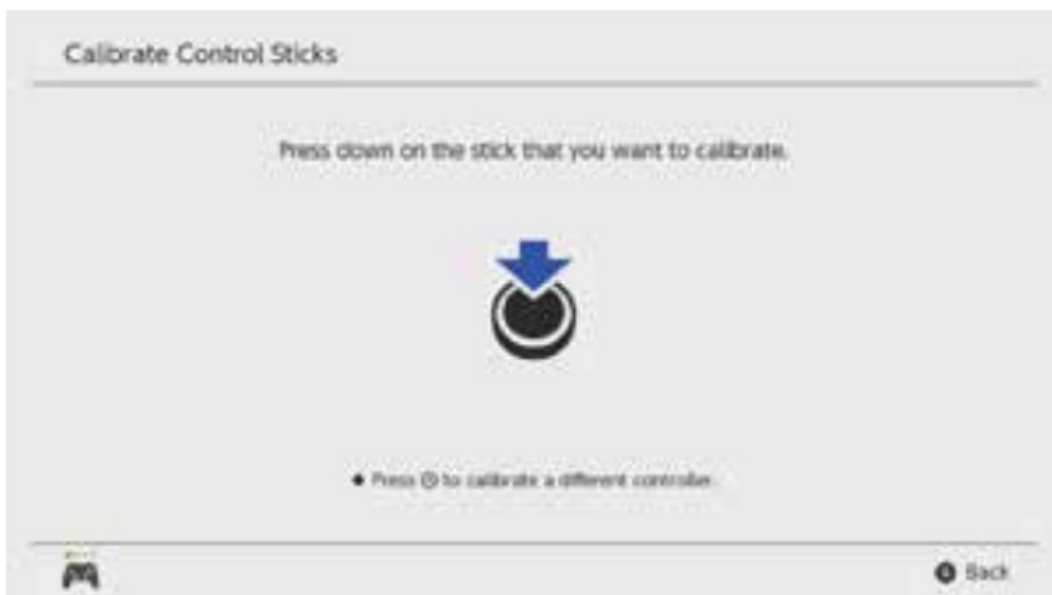 Calibrate Control Sticks
Press down on the stick that you want to calibrate.
Press to calibrate a different controller.
Back